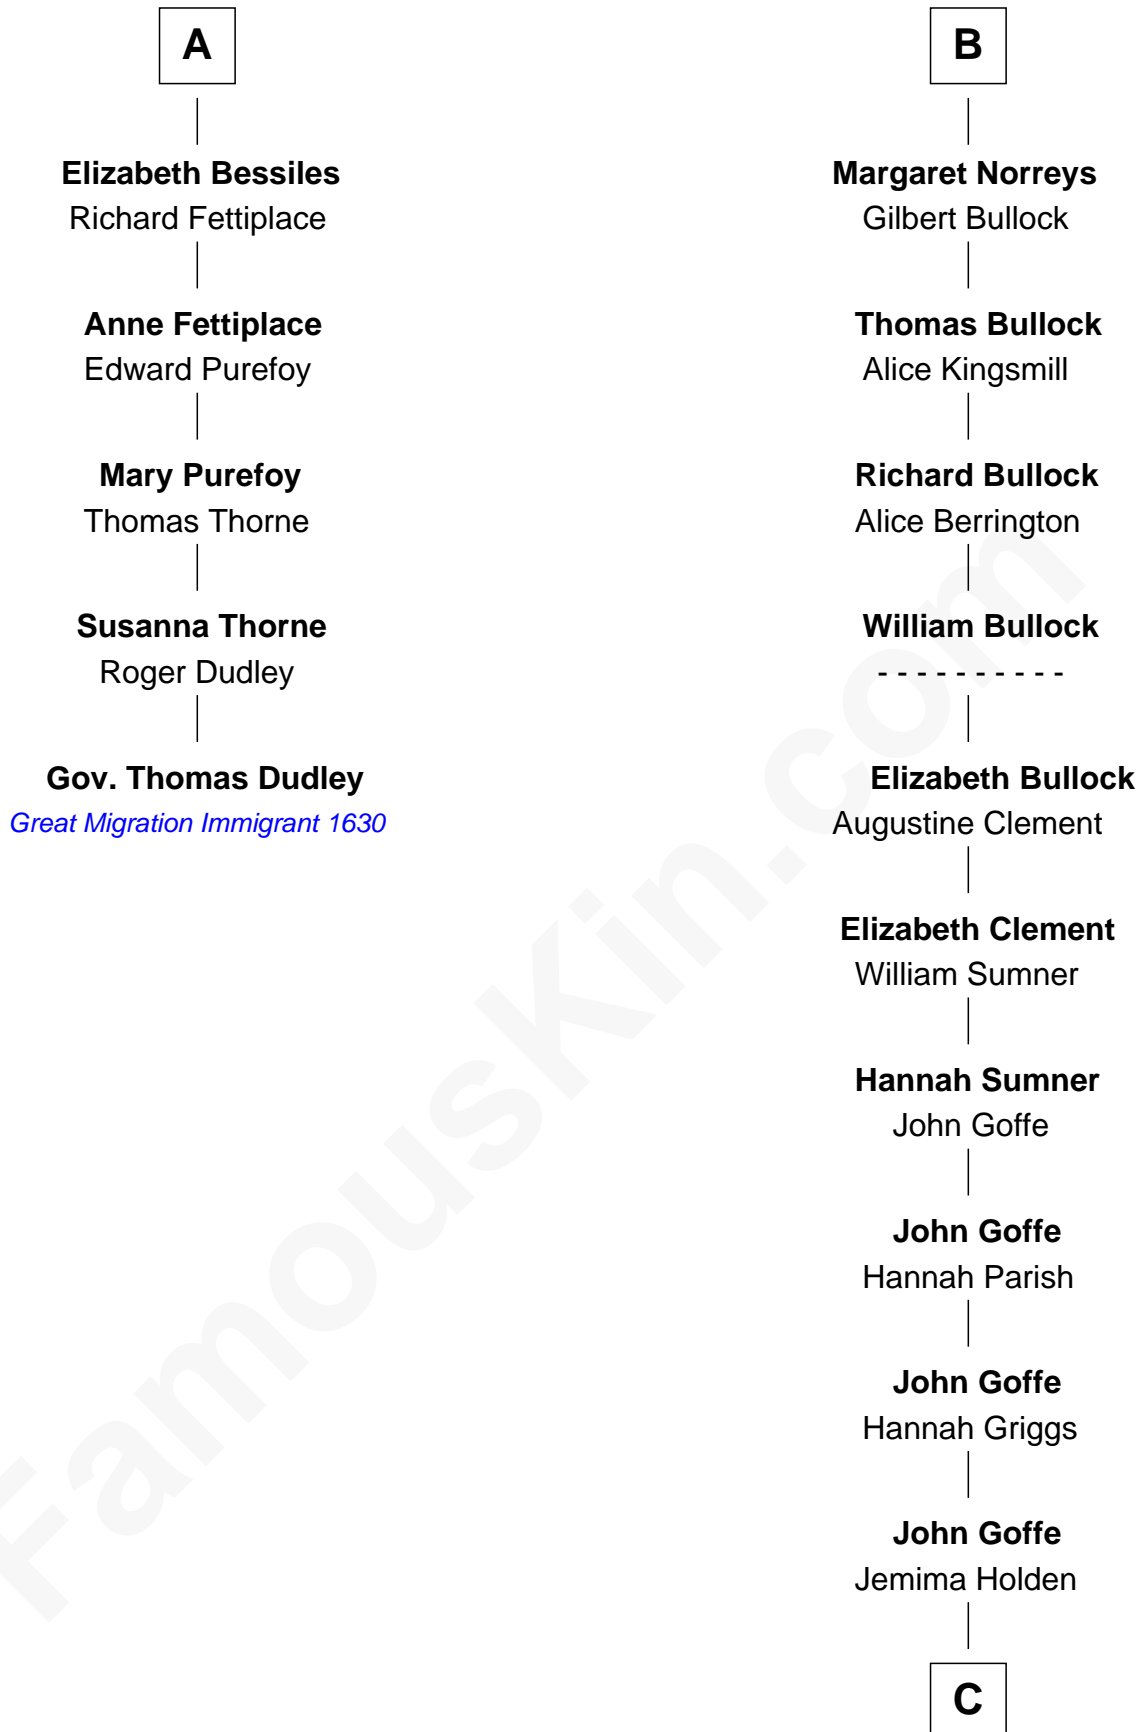 A
Elizabeth Bessiles
Richard Fettiplace
Anne Fettiplace
Edward Purefoy
Mary Purefoy
Thomas Thorne
Susanna Thorne
Roger Dudley
Gov. Thomas Dudley
Great Migration Immigrant 1630
B
Margaret Norreys
Gilbert Bullock
Thomas Bullock
Alice Kingsmill
Richard Bullock
Alice Berrington
William Bullock
- - - - - - - - - -
Elizabeth Bullock
Augustine Clement
Elizabeth Clement
William Sumner
Hannah Sumner
John Goffe
John Goffe
Hannah Parish
John Goffe
Hannah Griggs
John Goffe
Jemima Holden
C
FamousKin.com